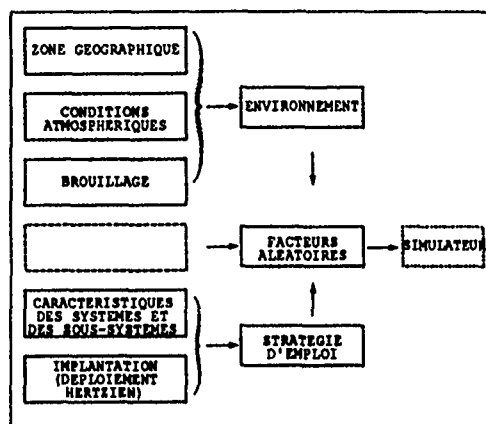 ZONE GEOGRAPHIQUE
CONDITIONS
ATMOSPHERIQUES
BROUILLAGE
ENVIRONNEMENT
FACTEURS
ALEATOIRES
SIMULATEUR
CARACTERISTIQUES
DES SYSTEMES ET
DES SOUS-SYSTEMES
IMPLANTATION
(DEPLOIEMENT
HERTZIEN)
STRATEGIE
D'EMPLOI